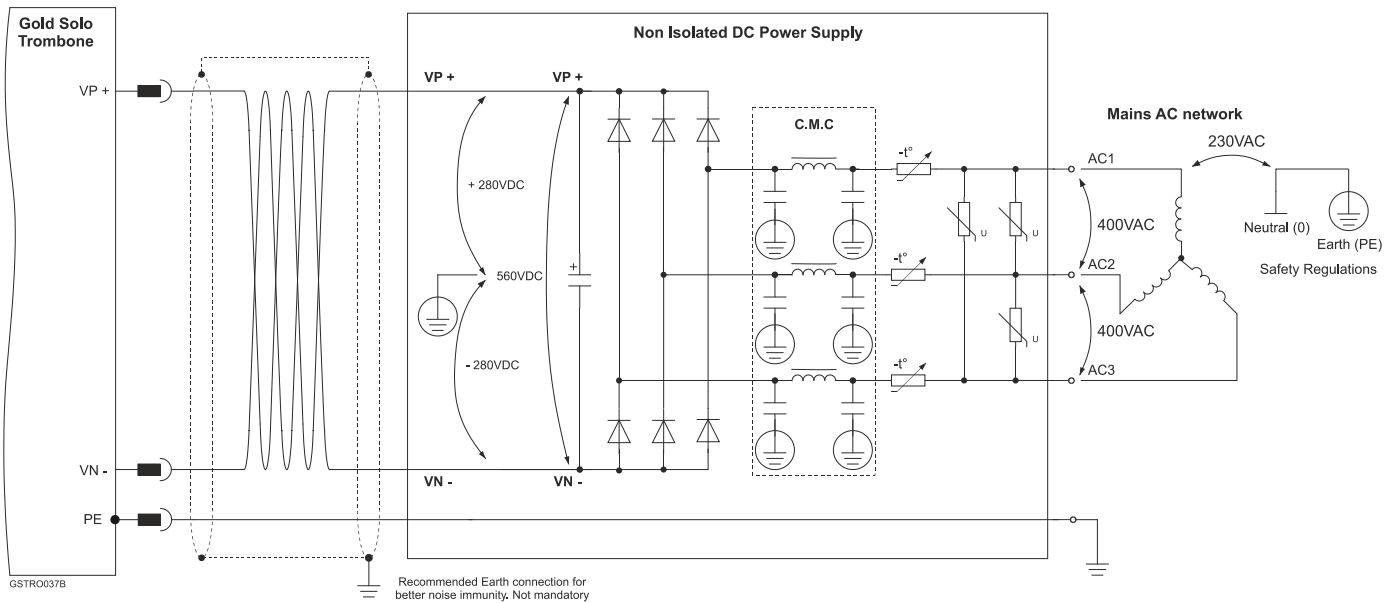 Gold Solo
Trombone
VP +
VN -
PE
GSTRO037B
Recommended Earth connection for
better noise immunity. Not mandatory
Non Isolated DC Power Supply
VP +
VP +
+ 280VDC
560VDC
+
- 280VDC
VN -
VN -
C.M.C
-t°
-t°
-t°
U
U
U
Mains AC network
230VAC
AC1
400VAC
AC2
400VAC
AC3
Neutral (0)
Earth (PE)
Safety Regulations